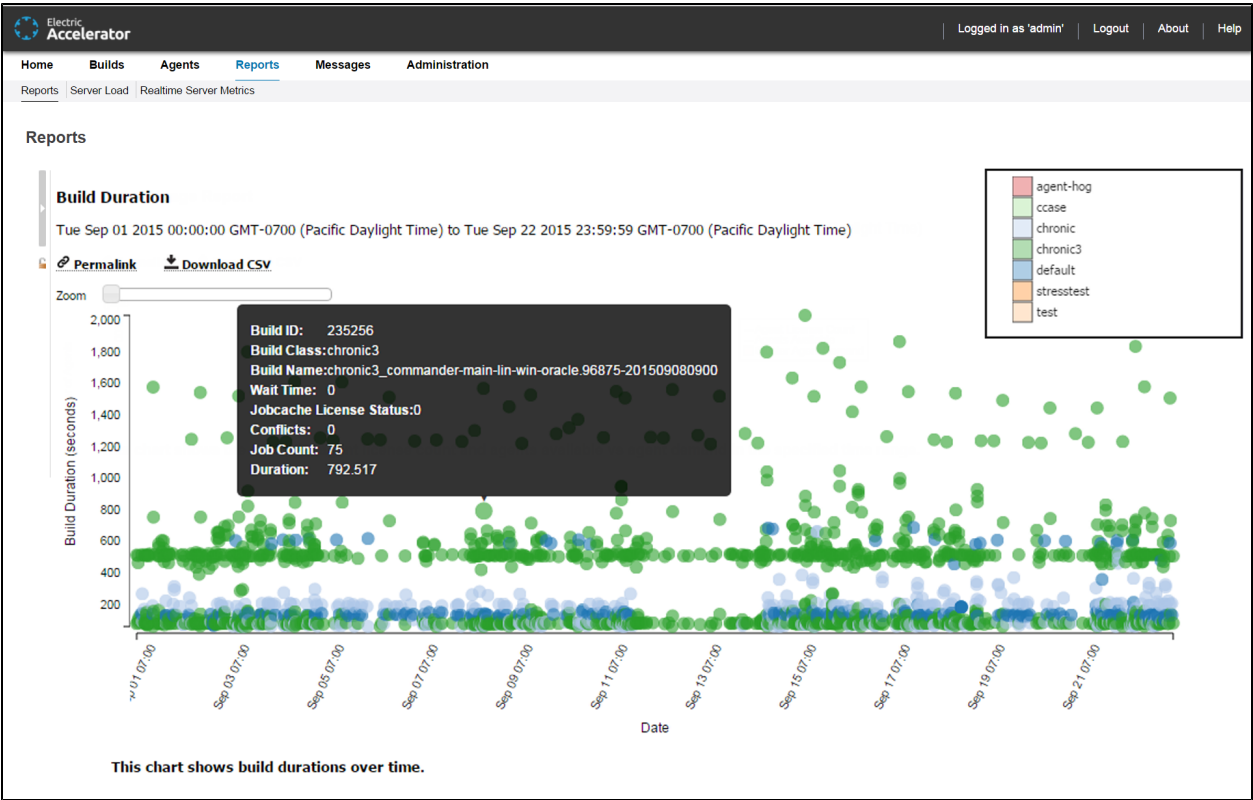 Electric
Accelerator
Logged in as 'admin' Logout About Help
Home Builds Agents Reports Messages Administration
Reports Server Load Realtime Server Metrics
Reports
Build Duration
Tue Sep 01 2015 00:00:00 GMT-0700 (Pacific Daylight Time) to Tue Sep 22 2015 23:59:59 GMT-0700 (Pacific Daylight Time)
Permalink Download CSV
Zoom
agent-hog
ccase
chronic
chronic3
default
stresstest
test
Build ID: 235256
Build Class:chronic3
Build Name:chronic3_commander-main-lin-win-oracle.96875-201509080900
Wait Time: 0
Jobcache License Status:0
Conflicts: 0
Job Count: 75
Duration: 792.517
Build Duration (seconds)
2,000
1,800
1,600
1,400
1,200
1,000
800
600
400
200
01 07:00
Sep 03 07:00
Sep 05 07:00
Sep 07 07:00
Sep 09 07:00
Sep 11 07:00
Sep 13 07:00
Sep 15 07:00
Sep 17 07:00
Sep 19 07:00
Sep 21 07:00
Date
This chart shows build durations over time.